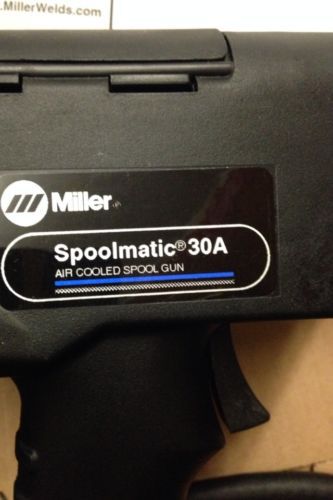 .MillerWelds.com
Miller®
Spoolmatic® 30A
AIR COOLED SPOOL GUN